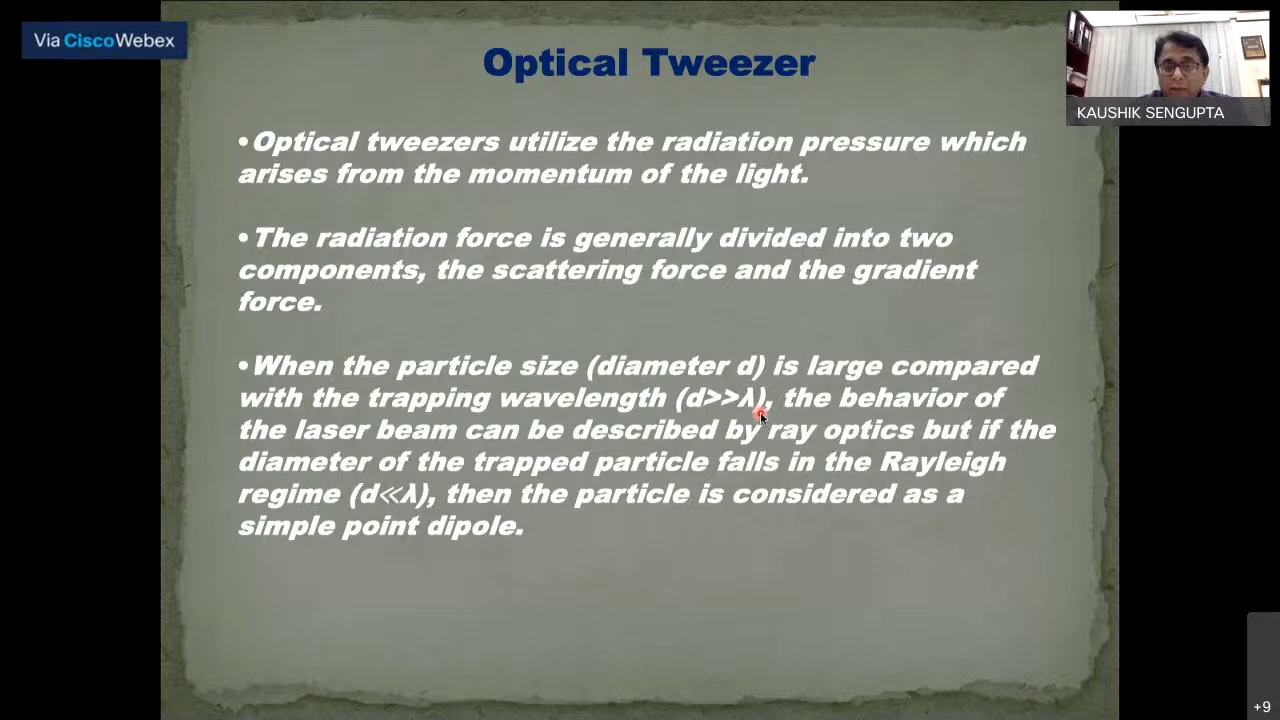 Via CiscoWebex
Optical Tweezer
KAUSHIK SENGUPTA
•Optical tweezers utilize the radiation pressure which
arises from the momentum of the light.
•The radiation force is generally divided into two
components, the scattering force and the gradient
force.
•When the particle size (diameter d) is large compared
with the trapping wavelength (d>>λ), the behavior of
the laser beam can be described by ray optics but if the
diameter of the trapped particle falls in the Rayleigh
regime (d≪λ), then the particle is considered as a
simple point dipole.
+9